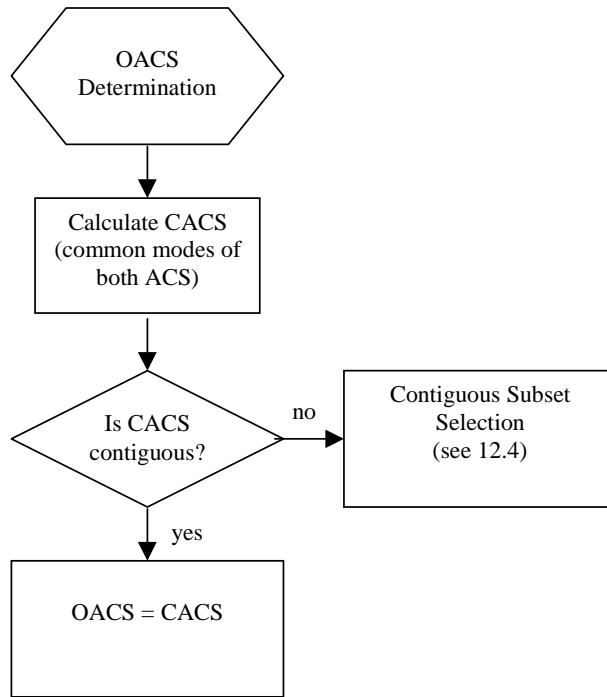 OACS
Determination
Calculate CACS
(common modes of
both ACS)
Is CACS
contiguous?
no
Contiguous Subset
Selection
(see 12.4)
yes
OACS = CACS